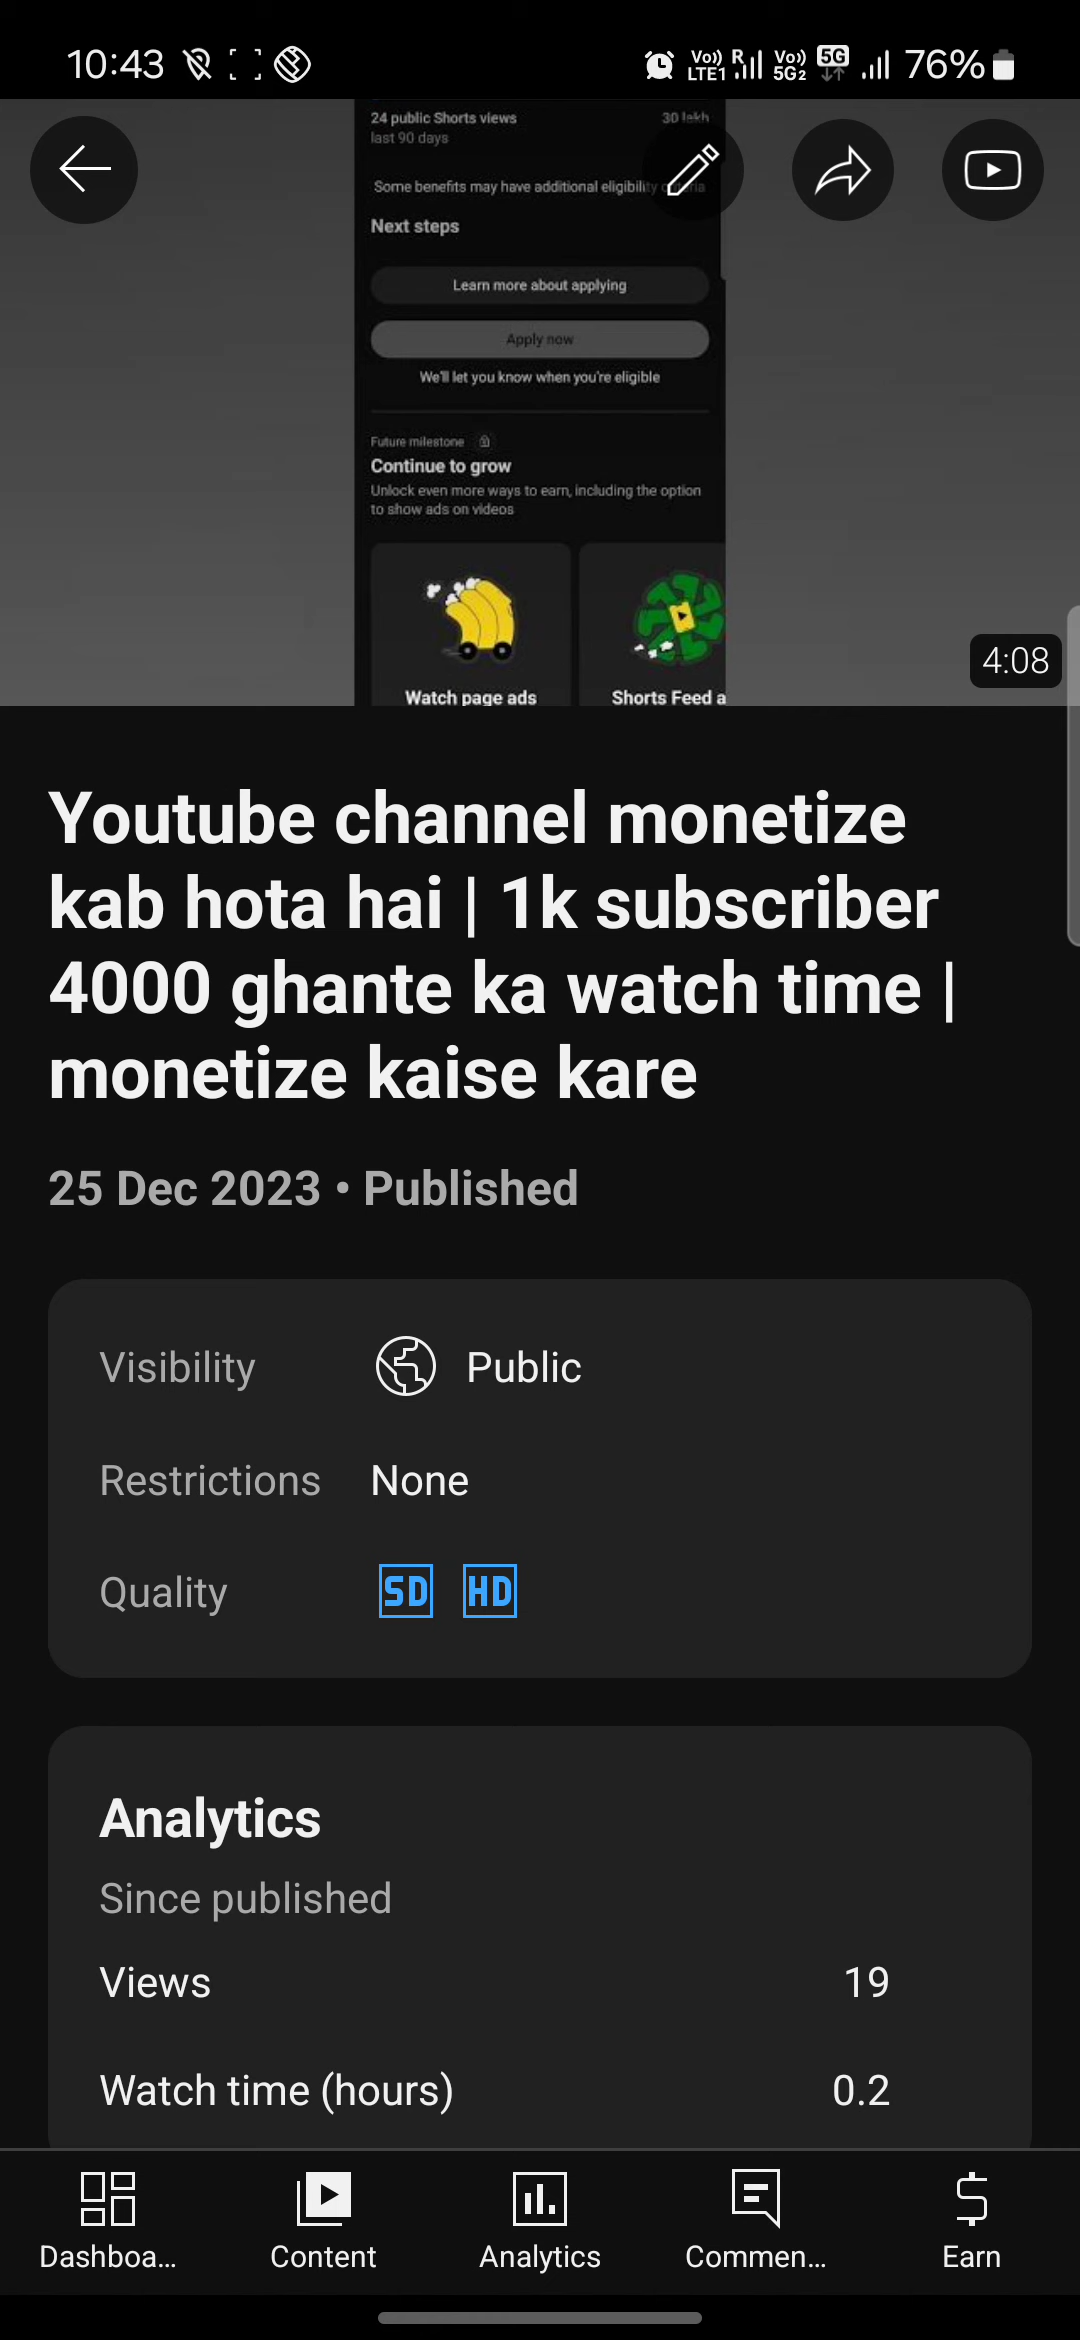 10:43
Vo)) LTE1 R Vo)) 5G2 5G 76%
24 public Shorts views 30 lakh
last 90 days
Some benefits may have additional eligibility
Next steps
Learn more about applying
Apply now
We'll let you know when you're eligible
Future milestone
Continue to grow
Unlock even more ways to earn, including the option
to show ads on videos
4:08
Watch page ads Shorts Feed a
Youtube channel monetize
kab hota hai | 1k subscriber
4000 ghante ka watch time |
monetize kaise kare
25 Dec 2023 • Published
Visibility Public
Restrictions None
Quality SD HD
Analytics
Since published
Views 19
Watch time (hours) 0.2
Dashboa... Content Analytics Commen... Earn